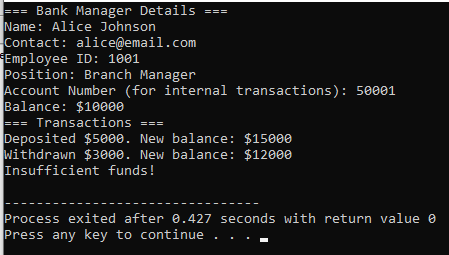 === Bank Manager Details ===
Name: Alice Johnson
Contact: alice@email.com
Employee ID: 1001
Position: Branch Manager
Account Number (for internal transactions): 50001
Balance: $10000
=== Transactions ===
Deposited $5000. New balance: $15000
Withdrawn $3000. New balance: $12000
Insufficient funds!
--------------------------------
Process exited after 0.427 seconds with return value 0
Press any key to continue . . .